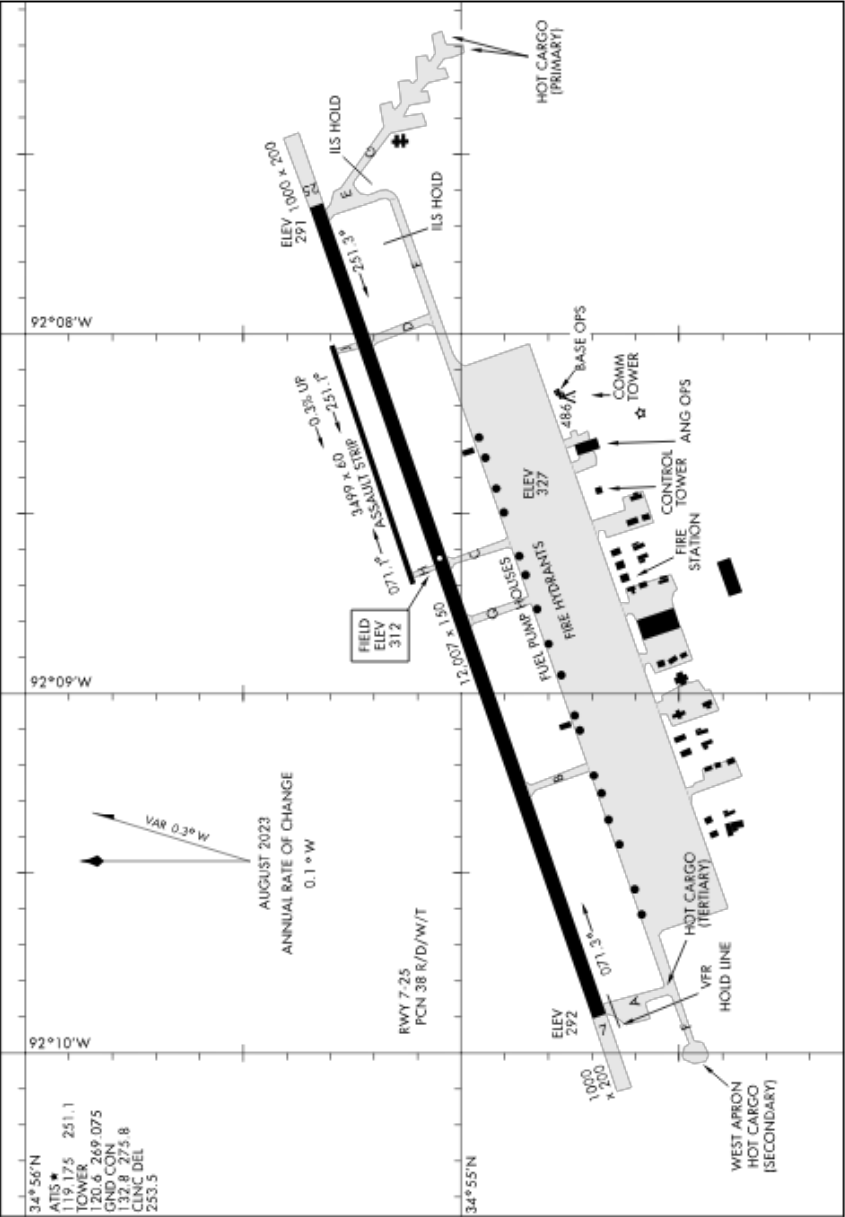 34°56'N
ATIS★
119.175 251.1
TOWER
120.6 269.075
GND CON
132.8 275.8
CLNC DEL
253.5
92°10'W
92°09'W
92°08'W
VAR 0.3° W
AUGUST 2023
ANNUAL RATE OF CHANGE
0.1° W
RWY 7-25
PCN 38 R/D/W/T
FIELD
ELEV
312
071.1°
3499 x 60
ASSAULT STRIP
0.3% UP
251.1°
H
I
ELEV
291
1000 x 200
25
251.3°
ILS HOLD
E
G
ILS HOLD
F
D
HOT CARGO
(PRIMARY)
12,007 x 150
C
G
B
34°55'N
FUEL PUMP HOUSES
FIRE HYDRANTS
ELEV
327
BASE OPS
486
COMM
TOWER
ANG OPS
CONTROL
TOWER
FIRE
STATION
ELEV
292
7
071.3°
1000
x 200
A
VFR
HOLD LINE
HOT CARGO
(TERTIARY)
F
WEST APRON
HOT CARGO
(SECONDARY)